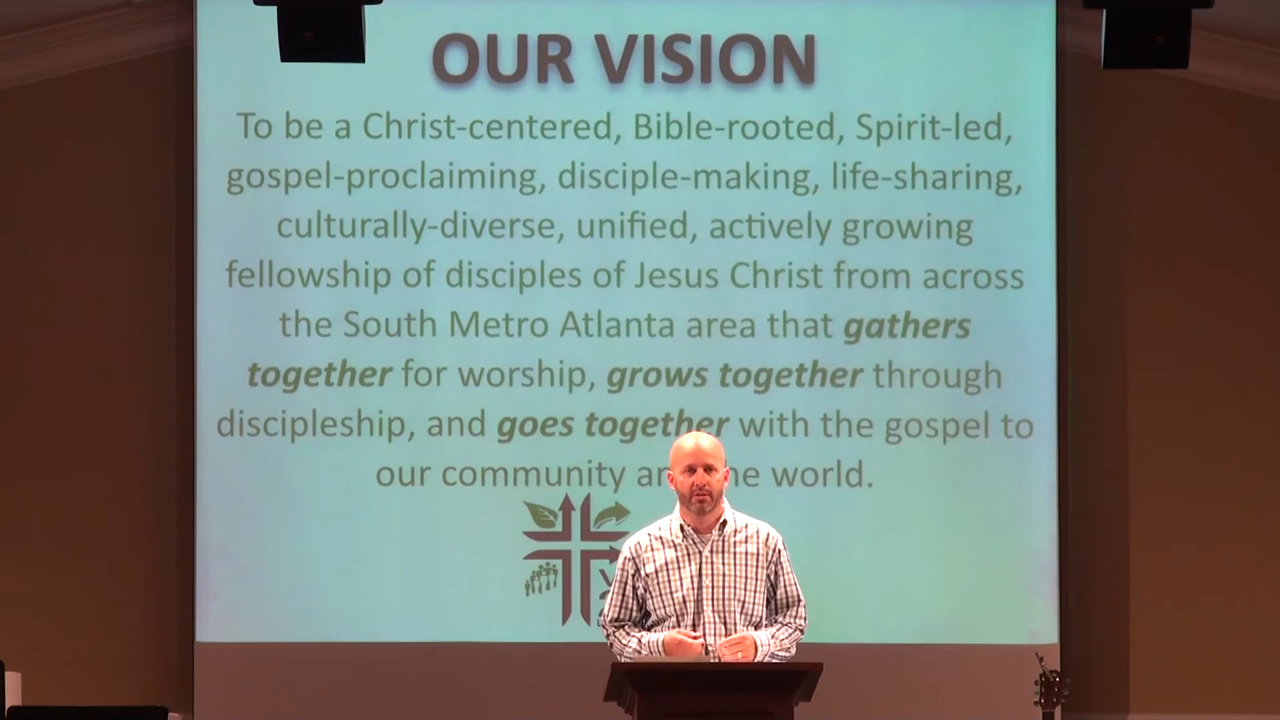 OUR VISION
To be a Christ-centered, Bible-rooted, Spirit-led,
gospel-proclaiming, disciple-making, life-sharing,
culturally-diverse, unified, actively growing
fellowship of disciples of Jesus Christ from across
the South Metro Atlanta area that gathers
together for worship, grows together through
discipleship, and goes together with the gospel to
our community world.